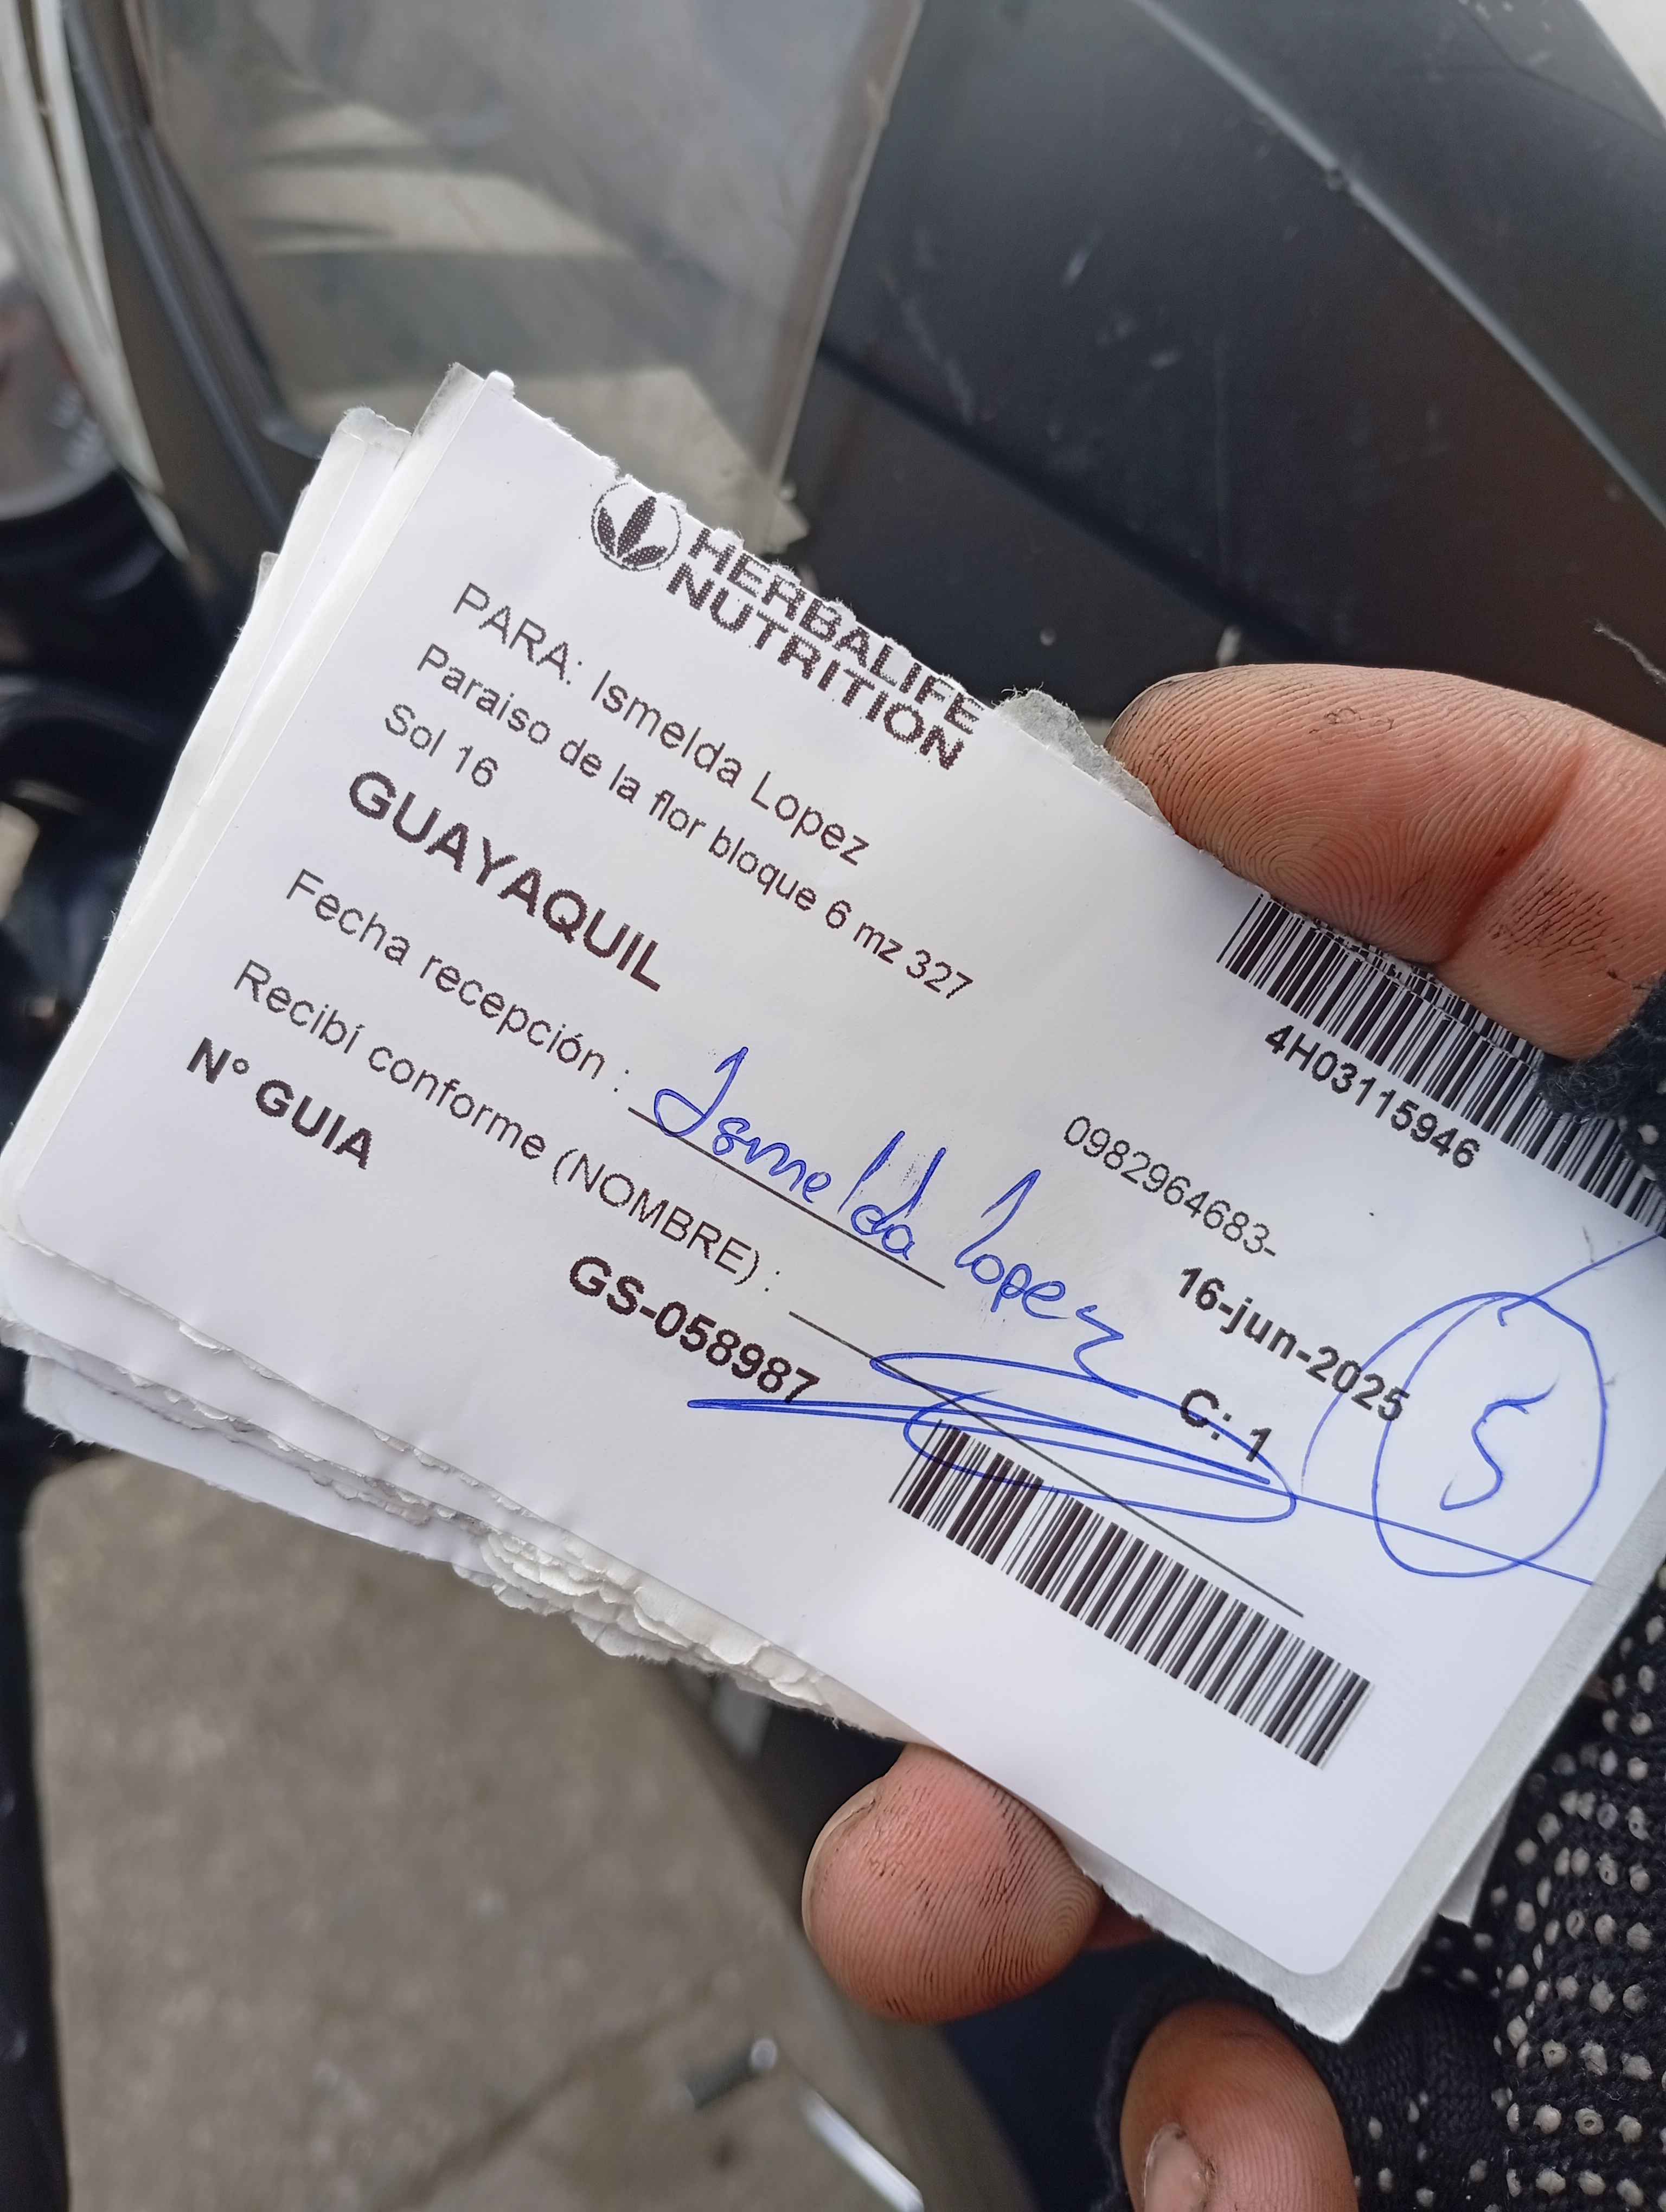 HERBALIFE
NUTRITION
4H03115946
PARA: Ismelda Lopez
Paraiso de la flor bloque 6 mz 327
Sol 16
0982964683-
GUAYAQUIL
16-jun-2025
Fecha recepción : Ismelda Lopez
Recibí conforme (NOMBRE) :
C: 1
5
N° GUIA
GS-058987